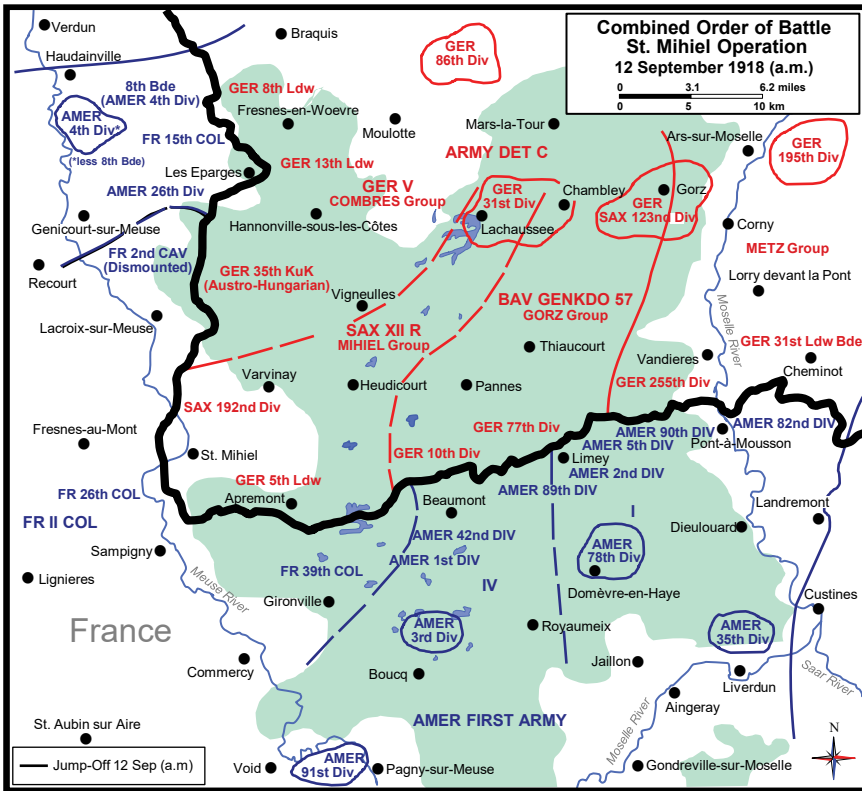 Combined Order of Battle
St. Mihiel Operation
12 September 1918 (a.m.)
0 3.1 6.2 miles
0 5 10 km
Verdun
Braquis
Haudainville
GER
86th Div
8th Bde
(AMER 4th Div)
GER 8th Ldw
Fresnes-en-Woevre
Moulotte
Mars-la-Tour
Ars-sur-Moselle
AMER
4th Div*
(*less 8th Bde)
FR 15th COL
GER 13th Ldw
ARMY DET C
GER
195th Div
Les Eparges
GER V
COMBRES Group
GER
31st Div
Chambley
GER
SAX 123nd Div
Gorz
AMER 26th Div
Genicourt-sur-Meuse
Hannonville-sous-les-Côtes
Lachaussee
Corny
FR 2nd CAV
(Dismounted)
METZ Group
Recourt
GER 35th KuK
(Austro-Hungarian)
Lorry devant la Pont
Vigneulles
BAV GENKDO 57
GORZ Group
Moselle River
Lacroix-sur-Meuse
SAX XII R
MIHIEL Group
Thiaucourt
Vandieres
GER 31st Ldw Bde
Cheminot
Varvinay
Heudicourt
Pannes
GER 255th Div
SAX 192nd Div
GER 77th Div
AMER 82nd DIV
Fresnes-au-Mont
AMER 90th DIV
Pont-à-Mousson
St. Mihiel
GER 10th Div
AMER 5th DIV
Limey
AMER 2nd DIV
GER 5th Ldw
AMER 89th DIV
FR 26th COL
Apremont
Beaumont
Landremont
FR II COL
I
Dieulouard
AMER 42nd DIV
Sampigny
AMER 1st DIV
AMER
78th Div
FR 39th COL
Lignieres
Meuse River
IV
Domèvre-en-Haye
Gironville
Custines
France
AMER
3rd Div
Royaumeix
AMER
35th Div
Commercy
Boucq
Jaillon
Liverdun
Saar River
Aingeray
AMER FIRST ARMY
Moselle River
St. Aubin sur Aire
N
Jump-Off 12 Sep (a.m)
Void
AMER
91st Div
Pagny-sur-Meuse
Gondreville-sur-Moselle